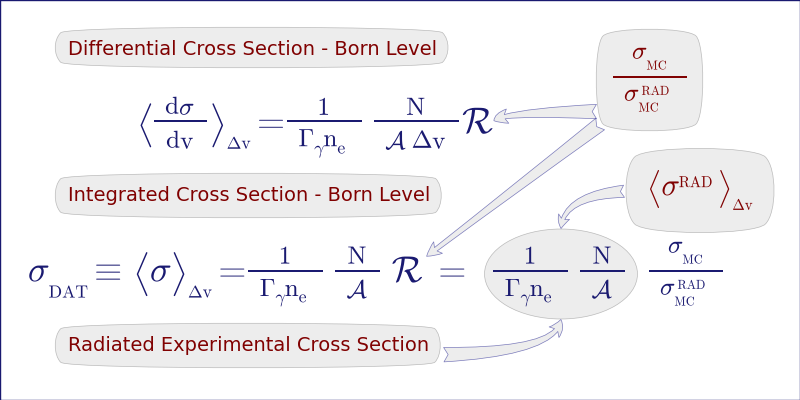 Differential Cross Section - Born Level
⟨ dσ / dv ⟩_Δv = 1 / Γ_γ n_e N / 𝒜 Δv ℛ
σ_MC / σ_MC^RAD
Integrated Cross Section - Born Level
⟨ σ^RAD ⟩_Δv
σ_DAT ≡ ⟨ σ ⟩_Δv = 1 / Γ_γ n_e N / 𝒜 ℛ = 1 / Γ_γ n_e N / 𝒜 σ_MC / σ_MC^RAD
Radiated Experimental Cross Section